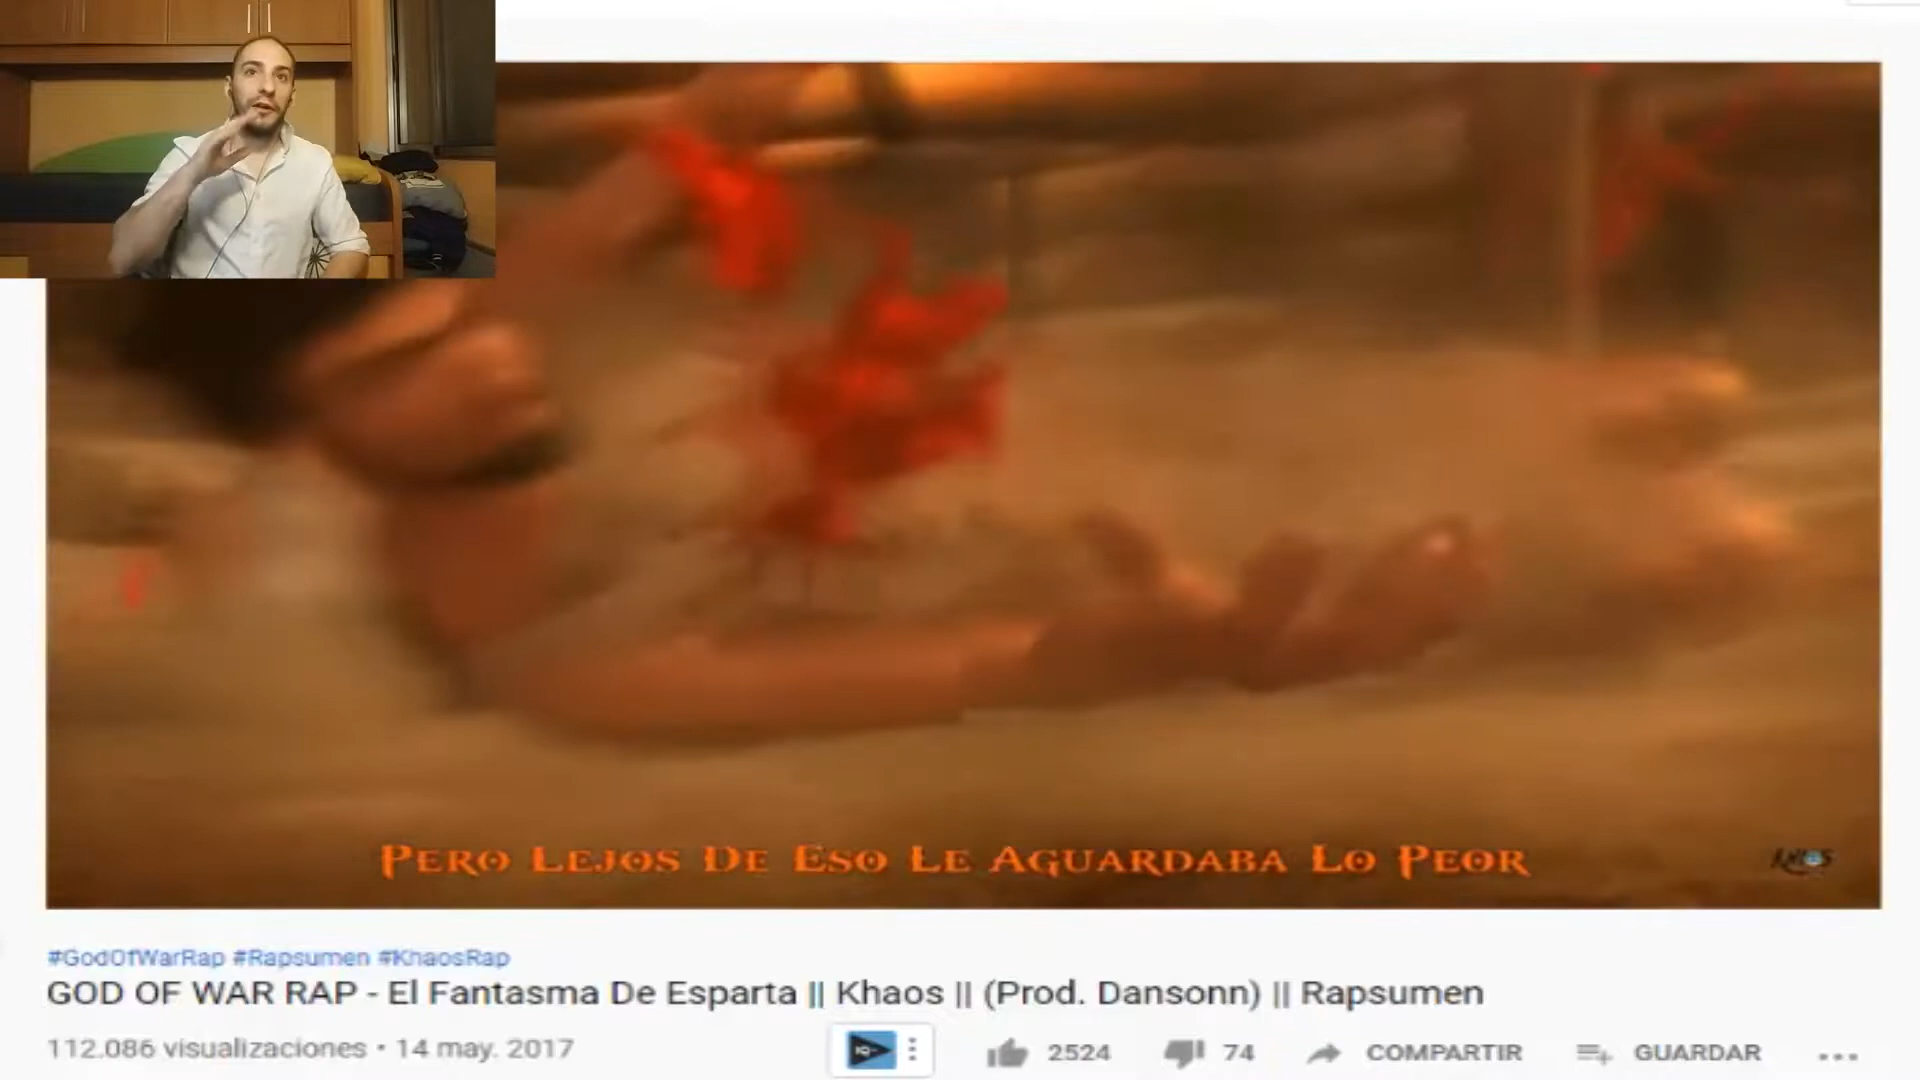 Pero Lejos De Eso Le Aguardaba Lo Peor
#GodOfWarRap #Rapsumen #KhaosRap
GOD OF WAR RAP - El Fantasma De Esparta || Khaos || (Prod. Dansonn) || Rapsumen
112.086 visualizaciones • 14 may. 2017
2524
74
COMPARTIR
GUARDAR